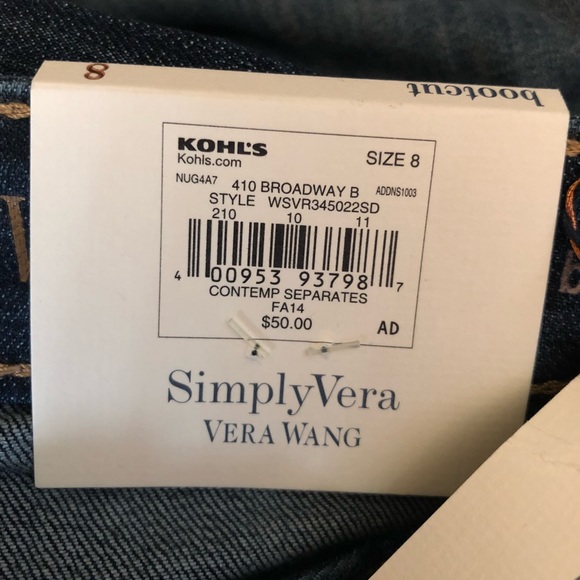 8 bootcut
KOHL'S
Kohls.com
SIZE 8
NUG4A7 410 BROADWAY B ADDNS1003
STYLE WSVR345022SD
210 10 11
4 00953 93798 7
CONTEMP SEPARATES
FA14
$50.00
AD
SimplyVera
VERA WANG